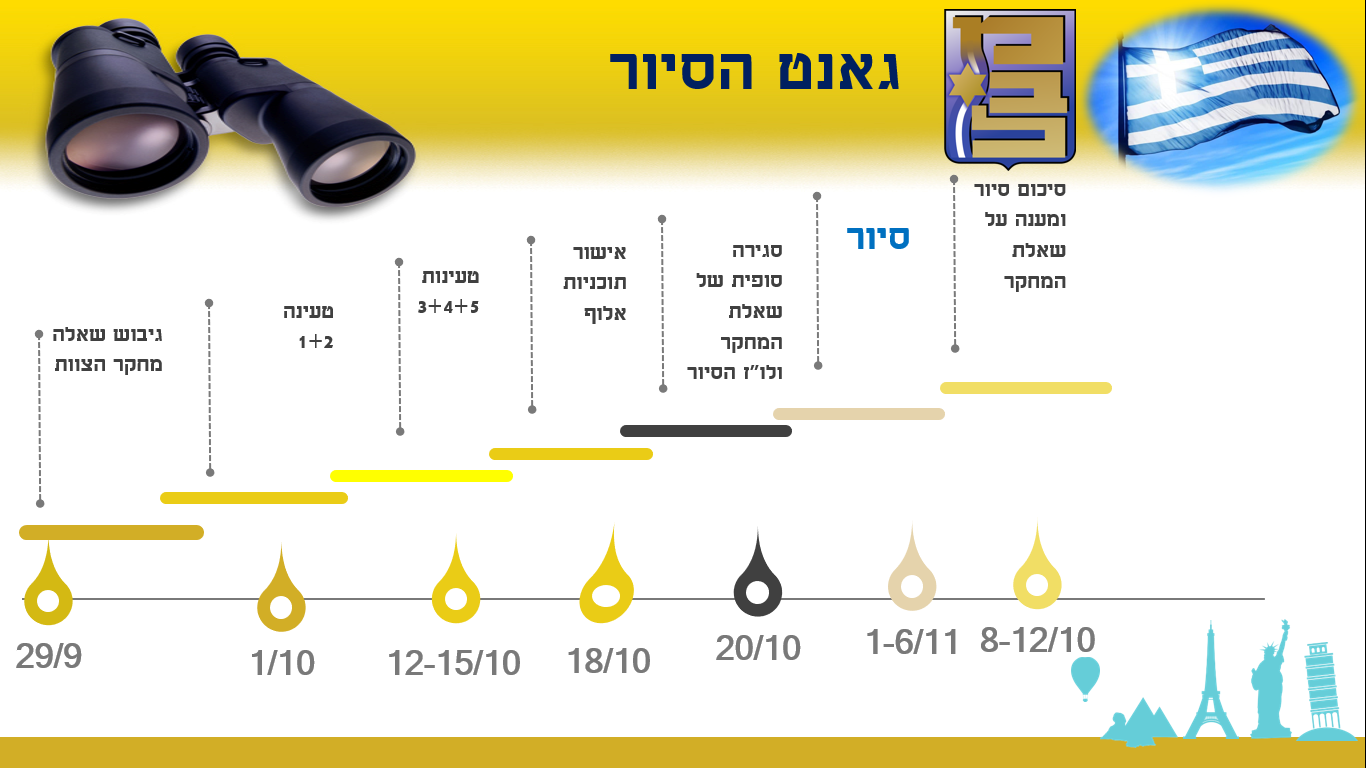 גאנט הסיור
גיבוש שאלה
מחקר הצוות
טעינה
1+2
טעינות
3+4+5
אישור
תוכניות
אלוף
סגירה
סופית של
שאלת
המחקר
ולו"ז הסיור
סיור
סיכום סיור
ומענה על
שאלת
המחקר
29/9
1/10
12-15/10
18/10
20/10
1-6/11
8-12/10